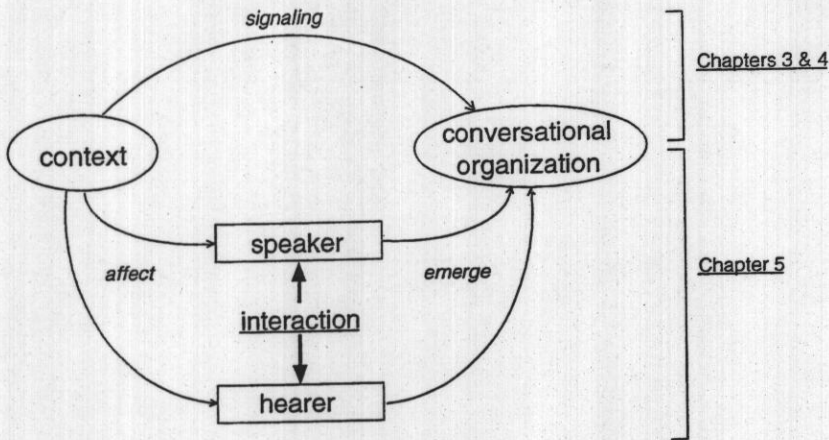 signaling
Chapters 3 & 4
context
conversational
organization
speaker
affect
emerge
Chapter 5
interaction
hearer